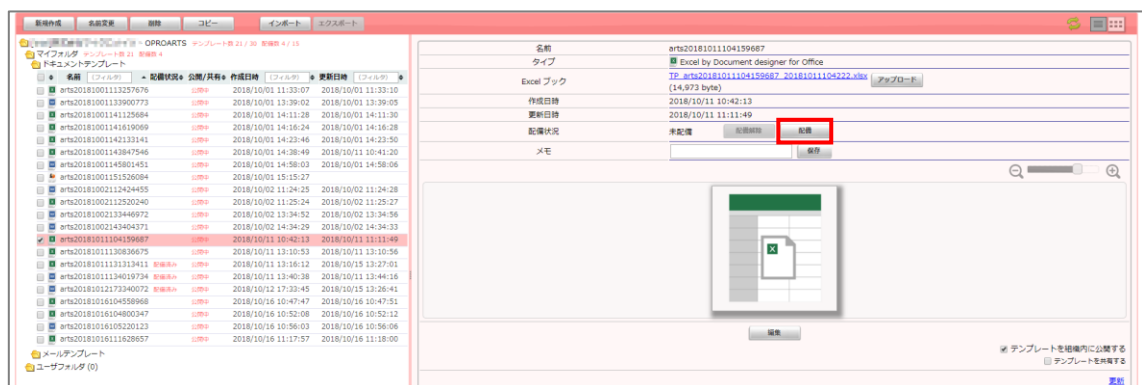 新規作成 名前変更 削除 コピー インポート エクスポート
- OPROARTS テンプレート数 21 / 30 配備数 4 / 15
マイフォルダ テンプレート数 21 配備数 4
ドキュメントテンプレート
名前 (フィルタ) 配備状況 公開/共有 作成日時 (フィルタ) 更新日時 (フィルタ)
arts20181001113257676 公開中 2018/10/01 11:33:07 2018/10/01 11:33:10
arts20181001133900773 公開中 2018/10/01 13:39:02 2018/10/01 13:39:05
arts20181001141125684 公開中 2018/10/01 14:11:28 2018/10/01 14:11:30
arts20181001141619069 公開中 2018/10/01 14:16:24 2018/10/01 14:16:28
arts20181001142133141 公開中 2018/10/01 14:23:46 2018/10/01 14:23:50
arts20181001143847546 公開中 2018/10/01 14:38:49 2018/10/11 10:41:20
arts20181001145801451 公開中 2018/10/01 14:58:03 2018/10/01 14:58:06
arts20181001151526084 公開中 2018/10/01 15:15:27
arts20181002112424455 公開中 2018/10/02 11:24:25 2018/10/02 11:24:28
arts20181002112520240 公開中 2018/10/02 11:25:24 2018/10/02 11:25:27
arts20181002133446972 公開中 2018/10/02 13:34:52 2018/10/02 13:34:56
arts20181002143404371 公開中 2018/10/02 14:34:29 2018/10/02 14:34:33
arts20181011104159687 公開中 2018/10/11 10:42:13 2018/10/11 11:11:49
arts20181011130836675 公開中 2018/10/11 13:10:53 2018/10/11 13:10:56
arts20181011131313411 配備済み 公開中 2018/10/11 13:16:12 2018/10/15 13:27:01
arts20181011134019734 配備済み 公開中 2018/10/11 13:40:38 2018/10/11 13:44:16
arts20181012173340072 配備済み 公開中 2018/10/12 17:33:45 2018/10/15 13:26:41
arts20181016104558968 公開中 2018/10/16 10:47:47 2018/10/16 10:47:51
arts20181016104800347 公開中 2018/10/16 10:52:08 2018/10/16 10:52:12
arts20181016105220123 公開中 2018/10/16 10:56:03 2018/10/16 10:56:06
arts20181016111628657 公開中 2018/10/16 11:17:57 2018/10/16 11:18:00
メールテンプレート
ユーザフォルダ (0)
名前 arts20181011104159687
タイプ Excel by Document designer for Office
Excel ブック TP_arts20181011104159687_20181011104222.xlsx アップロード
(14,973 byte)
作成日時 2018/10/11 10:42:13
更新日時 2018/10/11 11:11:49
配備状況 未配備 配備解除 配備
メモ 保存
編集
テンプレートを組織内に公開する
テンプレートを共有する
更新